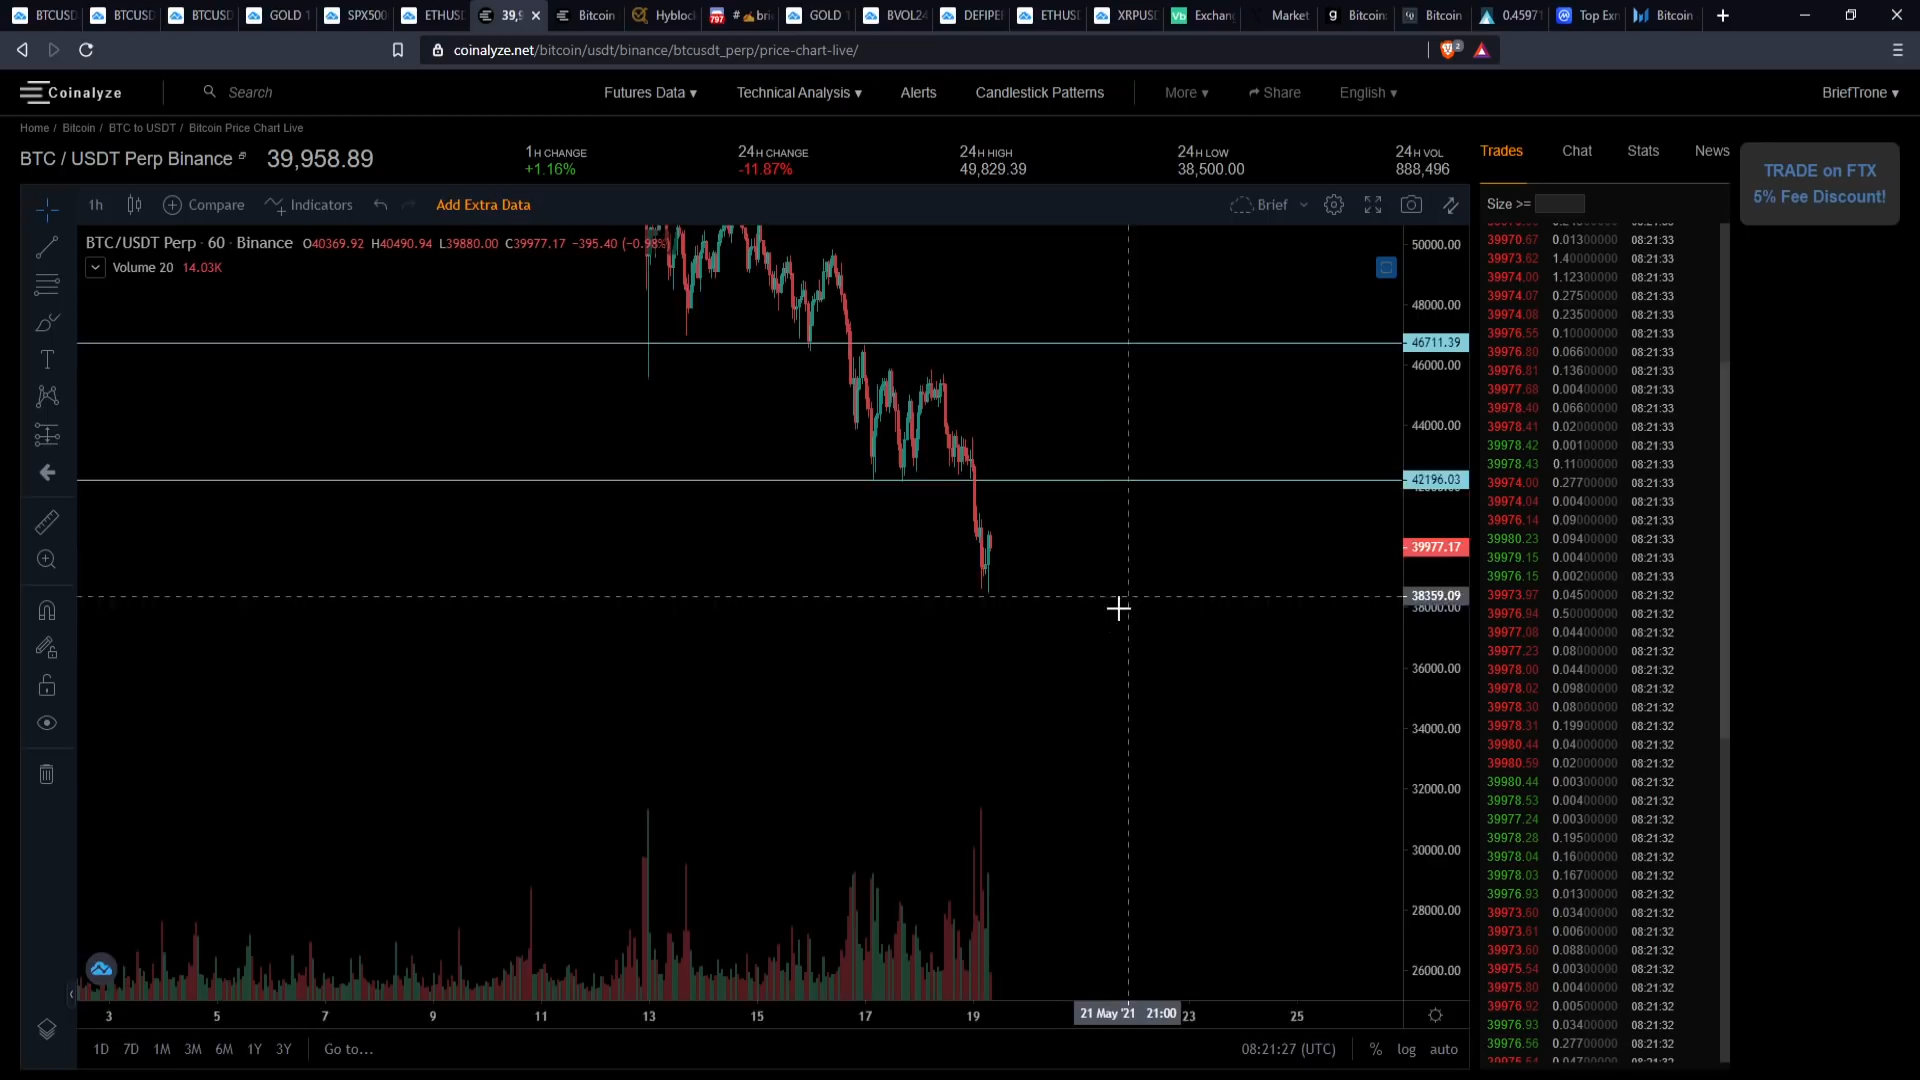 BTCUSD BTCUSD BTCUSD GOLD 1 SPX500 ETHUSD 39,9 Bitcoin Hyblock GOLD 1 BVOL24 DEFIPER ETHUSD XRPUSD Exchang Market Bitcoin: Bitcoin 0.45971 Top Exn Bitcoin
coinalyze.net/bitcoin/usdt/binance/btcusdt_perp/price-chart-live/
2
Coinalyze
Search
Futures Data ▾ Technical Analysis ▾ Alerts Candlestick Patterns More ▾ Share English ▾ BriefTrone ▾
Home / Bitcoin / BTC to USDT / Bitcoin Price Chart Live
BTC / USDT Perp Binance 39,958.89
1H CHANGE
+1.16%
24H CHANGE
-11.87%
24H HIGH
49,829.39
24H LOW
38,500.00
24H VOL
888,496
Trades Chat Stats News
TRADE on FTX
5% Fee Discount!
1h Compare Indicators Add Extra Data Brief
Size >=
BTC/USDT Perp · 60 · Binance O40369.92 H40490.94 L39880.00 C39977.17 −395.40 (−0.98%)
Volume 20 14.03K
50000.00
48000.00
46711.39
46000.00
44000.00
42196.03
39977.17
38359.09
38000.00
36000.00
34000.00
32000.00
30000.00
28000.00
26000.00
3 5 7 9 11 13 15 17 19 21 May '21 21:00 23 25
1D 7D 1M 3M 6M 1Y 3Y Go to... 08:21:27 (UTC) % log auto
39970.67 0.01300000 08:21:33
39973.62 1.40000000 08:21:33
39974.00 1.12300000 08:21:33
39974.07 0.27500000 08:21:33
39974.08 0.23500000 08:21:33
39976.55 0.10000000 08:21:33
39976.80 0.06600000 08:21:33
39976.81 0.13600000 08:21:33
39977.68 0.00400000 08:21:33
39978.40 0.06600000 08:21:33
39978.41 0.02000000 08:21:33
39978.42 0.00100000 08:21:33
39978.43 0.11000000 08:21:33
39974.00 0.27700000 08:21:33
39974.04 0.00400000 08:21:33
39976.14 0.09000000 08:21:33
39980.23 0.09400000 08:21:33
39979.15 0.00400000 08:21:33
39976.15 0.00200000 08:21:33
39973.97 0.04500000 08:21:32
39976.94 0.50000000 08:21:32
39977.08 0.04400000 08:21:32
39977.23 0.08000000 08:21:32
39978.00 0.04400000 08:21:32
39978.02 0.09800000 08:21:32
39978.30 0.08000000 08:21:32
39978.31 0.19900000 08:21:32
39980.44 0.04000000 08:21:32
39980.59 0.02000000 08:21:32
39980.44 0.00300000 08:21:32
39978.53 0.00400000 08:21:32
39977.24 0.00300000 08:21:32
39978.28 0.19500000 08:21:32
39978.04 0.16000000 08:21:32
39978.03 0.16700000 08:21:32
39976.93 0.01300000 08:21:32
39973.60 0.03400000 08:21:32
39973.61 0.00600000 08:21:32
39973.60 0.08800000 08:21:32
39975.54 0.00300000 08:21:32
39975.80 0.00400000 08:21:32
39976.92 0.00500000 08:21:32
39976.93 0.03400000 08:21:32
39976.56 0.27700000 08:21:32